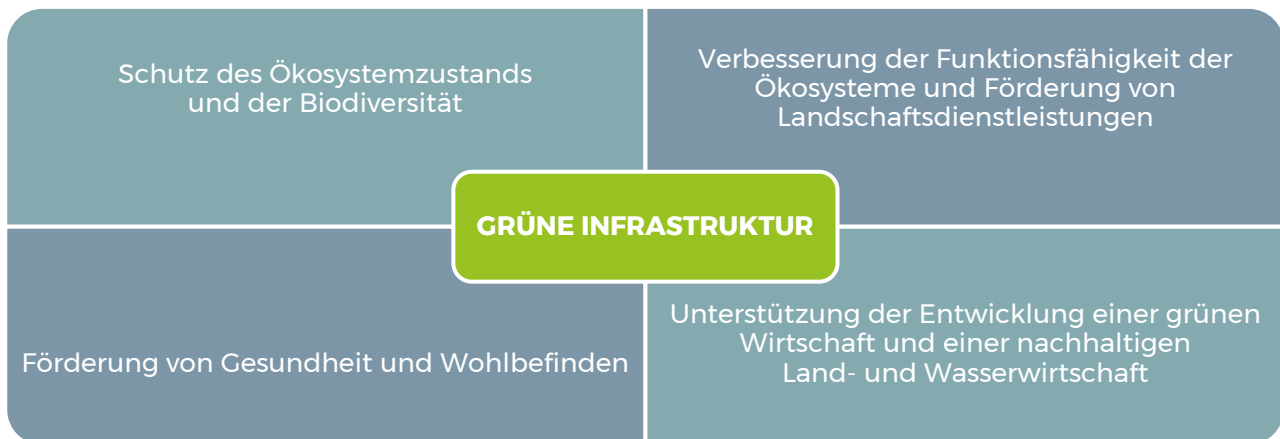 Schutz des Ökosystemzustands
und der Biodiversität
Verbesserung der Funktionsfähigkeit der
Ökosysteme und Förderung von
Landschaftsdienstleistungen
GRÜNE INFRASTRUKTUR
Förderung von Gesundheit und Wohlbefinden
Unterstützung der Entwicklung einer grünen
Wirtschaft und einer nachhaltigen
Land- und Wasserwirtschaft